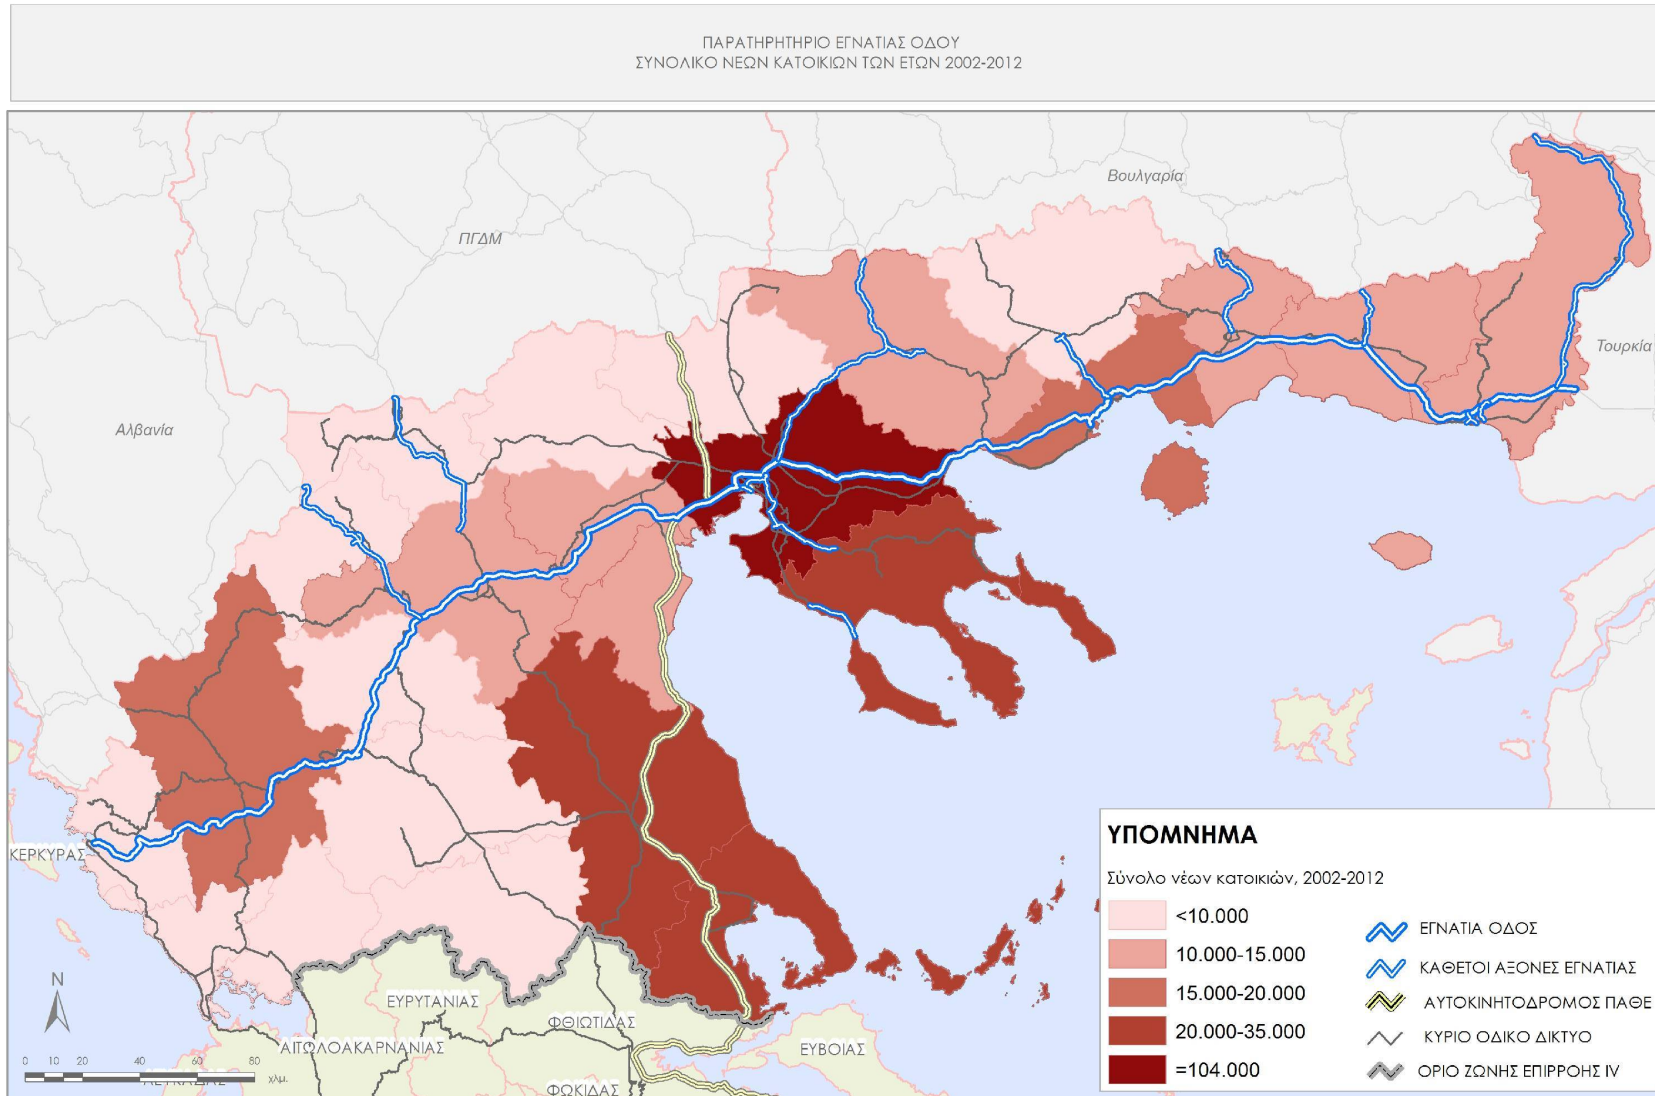 ΠΑΡΑΤΗΡΗΤΗΡΙΟ ΕΓΝΑΤΙΑΣ ΟΔΟΥ
ΣΥΝΟΛΙΚΟ ΝΕΩΝ ΚΑΤΟΙΚΙΩΝ ΤΩΝ ΕΤΩΝ 2002-2012
Βουλγαρία
ΠΓΔΜ
Τουρκία
Αλβανία
ΚΕΡΚΥΡΑΣ
ΕΥΡΥΤΑΝΙΑΣ
ΦΘΙΩΤΙΔΑΣ
ΑΙΤΩΛΟΑΚΑΡΝΑΝΙΑΣ
ΕΥΒΟΙΑΣ
ΛΕΥΚΑΔΑΣ
ΦΩΚΙΔΑΣ
N
0 10 20 40 60 80
χλμ.
ΥΠΟΜΝΗΜΑ
Σύνολο νέων κατοικιών, 2002-2012
<10.000
10.000-15.000
15.000-20.000
20.000-35.000
=104.000
ΕΓΝΑΤΙΑ ΟΔΟΣ
ΚΑΘΕΤΟΙ ΑΞΟΝΕΣ ΕΓΝΑΤΙΑΣ
ΑΥΤΟΚΙΝΗΤΟΔΡΟΜΟΣ ΠΑΘΕ
ΚΥΡΙΟ ΟΔΙΚΟ ΔΙΚΤΥΟ
ΟΡΙΟ ΖΩΝΗΣ ΕΠΙΡΡΟΗΣ IV